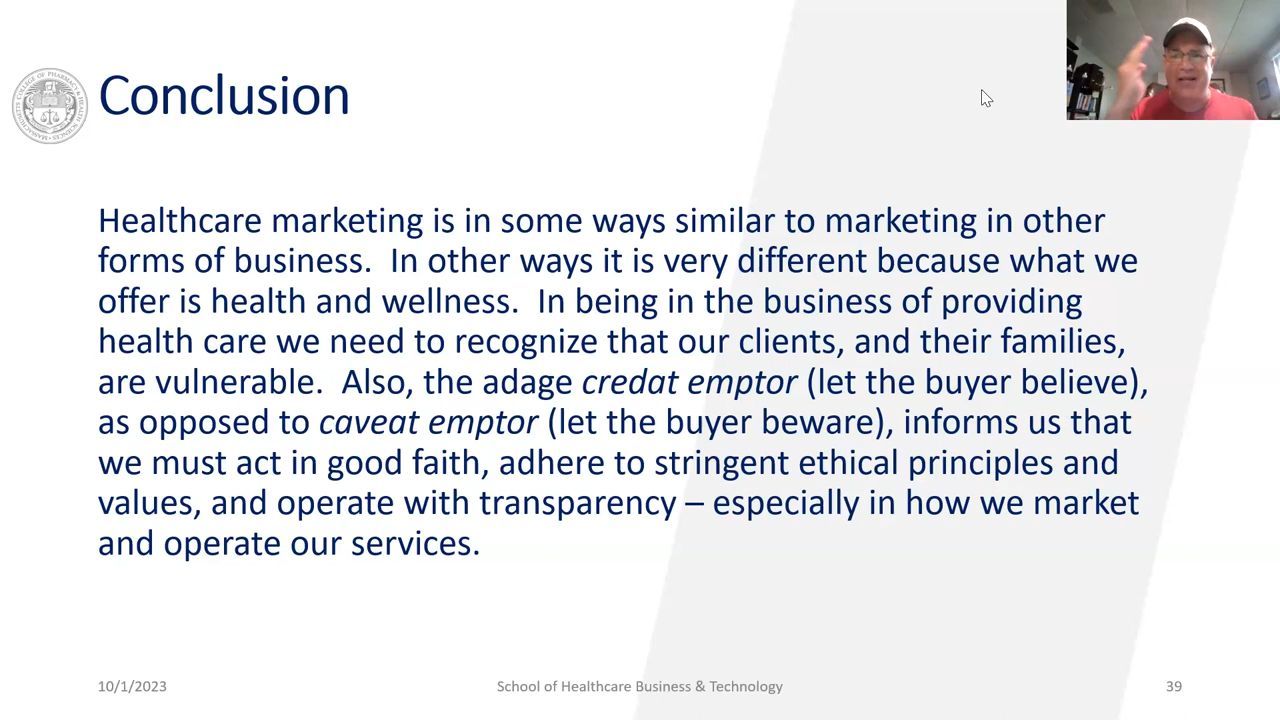 Conclusion
Healthcare marketing is in some ways similar to marketing in other
forms of business.  In other ways it is very different because what we
offer is health and wellness.  In being in the business of providing
health care we need to recognize that our clients, and their families,
are vulnerable.  Also, the adage credat emptor (let the buyer believe),
as opposed to caveat emptor (let the buyer beware), informs us that
we must act in good faith, adhere to stringent ethical principles and
values, and operate with transparency – especially in how we market
and operate our services.
10/1/2023
School of Healthcare Business & Technology
39